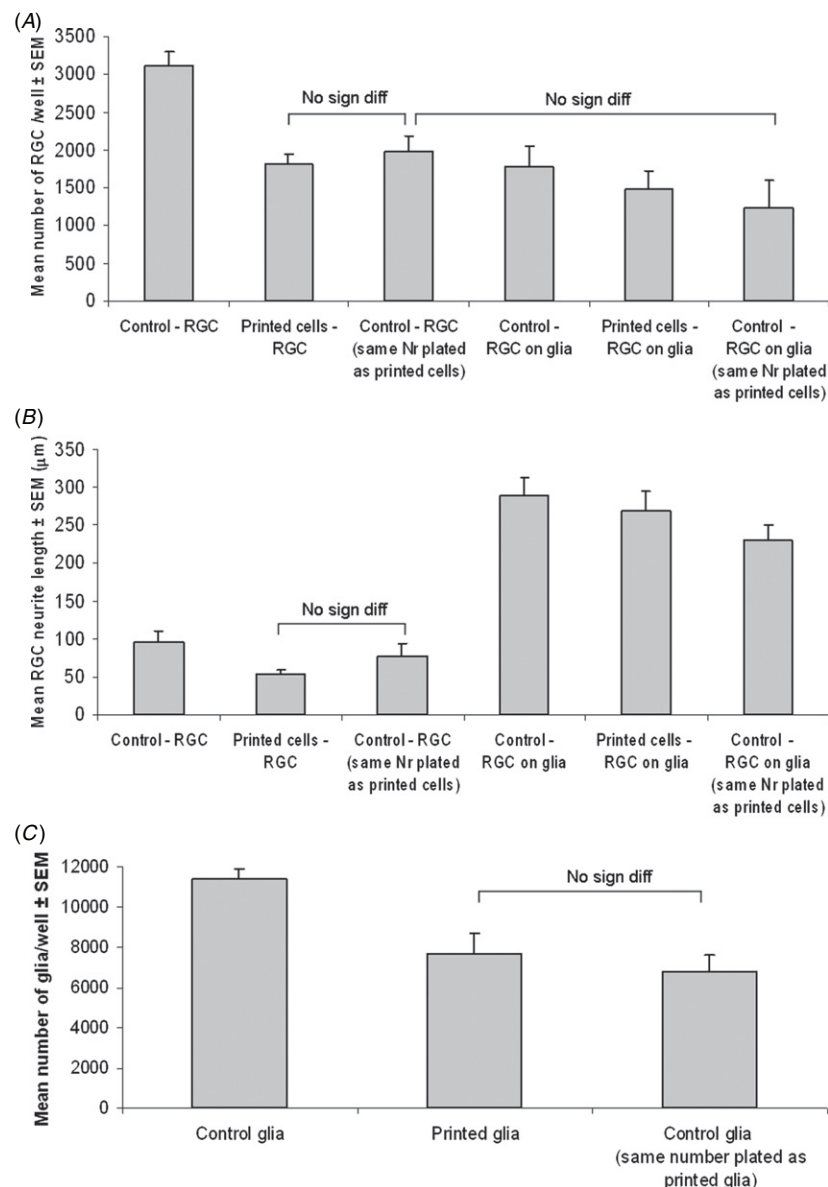 (A)
Mean number of RGC /well ± SEM
3500
3000
2500
2000
1500
1000
500
0
No sign diff
No sign diff
Control - RGC
Printed cells -
RGC
Control - RGC
(same Nr plated
as printed cells)
Control -
RGC on glia
Printed cells -
RGC on glia
Control -
RGC on glia
(same Nr plated
as printed cells)
(B)
Mean RGC neurite length ± SEM (µm)
350
300
250
200
150
100
50
0
No sign diff
Control - RGC
Printed cells -
RGC
Control - RGC
(same Nr plated
as printed cells)
Control -
RGC on glia
Printed cells -
RGC on glia
Control -
RGC on glia
(same Nr plated
as printed cells)
(C)
Mean number of glia/well ± SEM
12000
10000
8000
6000
4000
2000
0
No sign diff
Control glia
Printed glia
Control glia
(same number plated as
printed glia)